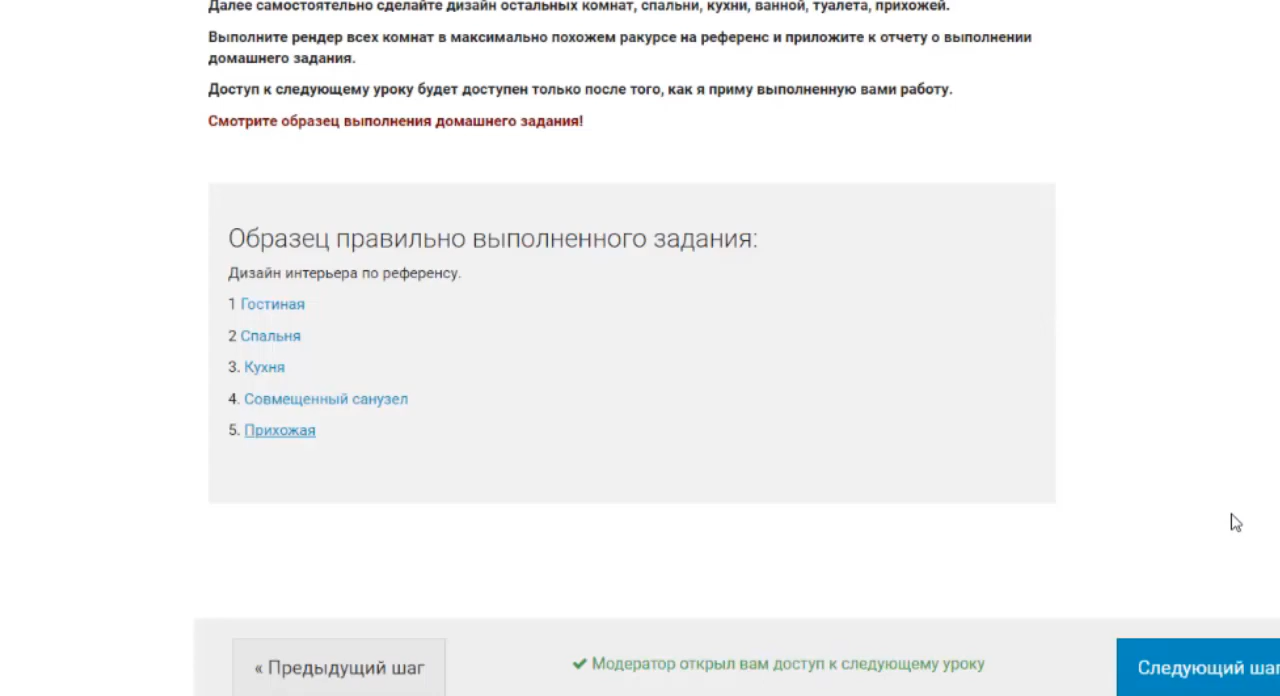 Далее самостоятельно сделайте дизайн остальных комнат, спальни, кухни, ванной, туалета, прихожей.
Выполните рендер всех комнат в максимально похожем ракурсе на референс и приложите к отчету о выполнении
домашнего задания.
Доступ к следующему уроку будет доступен только после того, как я приму выполненную вами работу.
Смотрите образец выполнения домашнего задания!
Образец правильно выполненного задания:
Дизайн интерьера по референсу.
1 Гостиная
2 Спальня
3. Кухня
4. Совмещенный санузел
5. Прихожая
« Предыдущий шаг
Модератор открыл вам доступ к следующему уроку
Следующий шаг